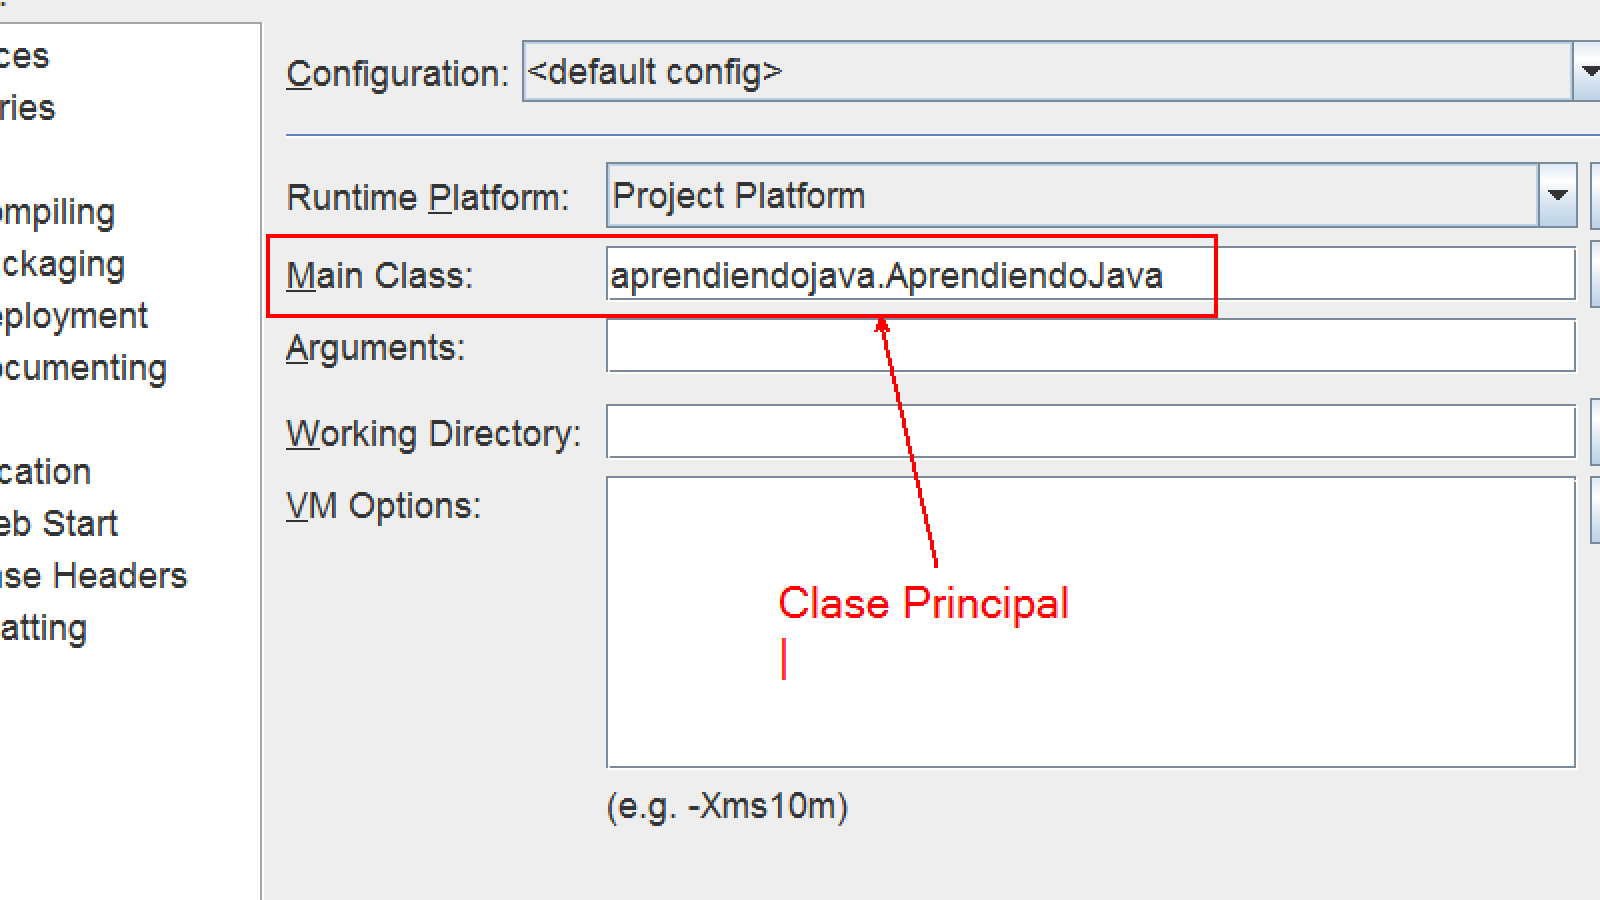 ces
ries
ompiling
ckaging
eployment
ocumenting
cation
eb Start
nse Headers
atting
Configuration: <default config>
Runtime Platform: Project Platform
Main Class: aprendiendojava.AprendiendoJava
Arguments:
Working Directory:
VM Options:
Clase Principal
(e.g. -Xms10m)